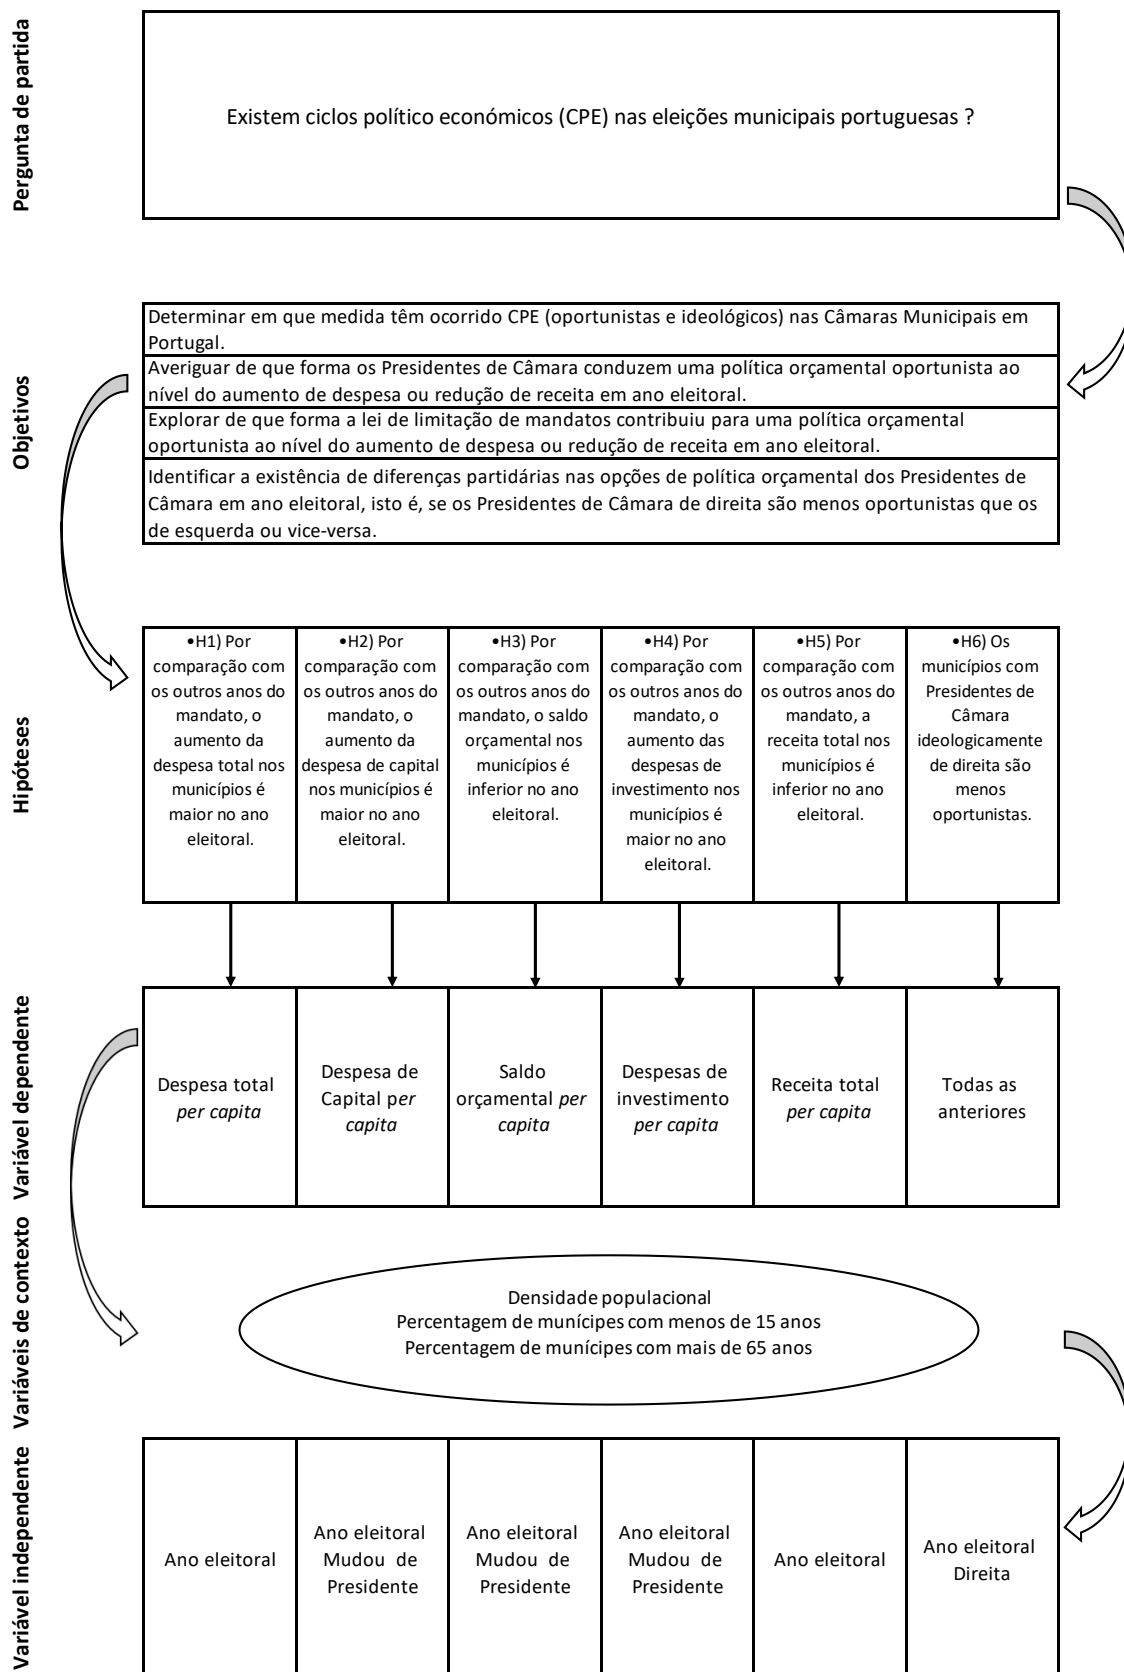 Pergunta de partida
Existem ciclos político económicos (CPE) nas eleições municipais portuguesas ?
Objetivos
Determinar em que medida têm ocorrido CPE (oportunistas e ideológicos) nas Câmaras Municipais em
Portugal.
Averiguar de que forma os Presidentes de Câmara conduzem uma política orçamental oportunista ao
nível do aumento de despesa ou redução de receita em ano eleitoral.
Explorar de que forma a lei de limitação de mandatos contribuiu para uma política orçamental
oportunista ao nível do aumento de despesa ou redução de receita em ano eleitoral.
Identificar a existência de diferenças partidárias nas opções de política orçamental dos Presidentes de
Câmara em ano eleitoral, isto é, se os Presidentes de Câmara de direita são menos oportunistas que os
de esquerda ou vice-versa.
Hipóteses
•H1) Por
comparação com
os outros anos do
mandato, o
aumento da
despesa total nos
municípios é
maior no ano
eleitoral.
•H2) Por
comparação com
os outros anos do
mandato, o
aumento da
despesa de capital
nos municípios é
maior no ano
eleitoral.
•H3) Por
comparação com
os outros anos do
mandato, o saldo
orçamental nos
municípios é
inferior no ano
eleitoral.
•H4) Por
comparação com
os outros anos do
mandato, o
aumento das
despesas de
investimento nos
municípios é
maior no ano
eleitoral.
•H5) Por
comparação com
os outros anos do
mandato, a
receita total nos
municípios é
inferior no ano
eleitoral.
•H6) Os
municípios com
Presidentes de
Câmara
ideologicamente
de direita são
menos
oportunistas.
Variável dependente
Despesa total
per capita
Despesa de
Capital per
capita
Saldo
orçamental per
capita
Despesas de
investimento
per capita
Receita total
per capita
Todas as
anteriores
Variáveis de contexto
Densidade populacional
Percentagem de munícipes com menos de 15 anos
Percentagem de munícipes com mais de 65 anos
Variável independente
Ano eleitoral
Ano eleitoral
Mudou de
Presidente
Ano eleitoral
Mudou de
Presidente
Ano eleitoral
Mudou de
Presidente
Ano eleitoral
Ano eleitoral
Direita